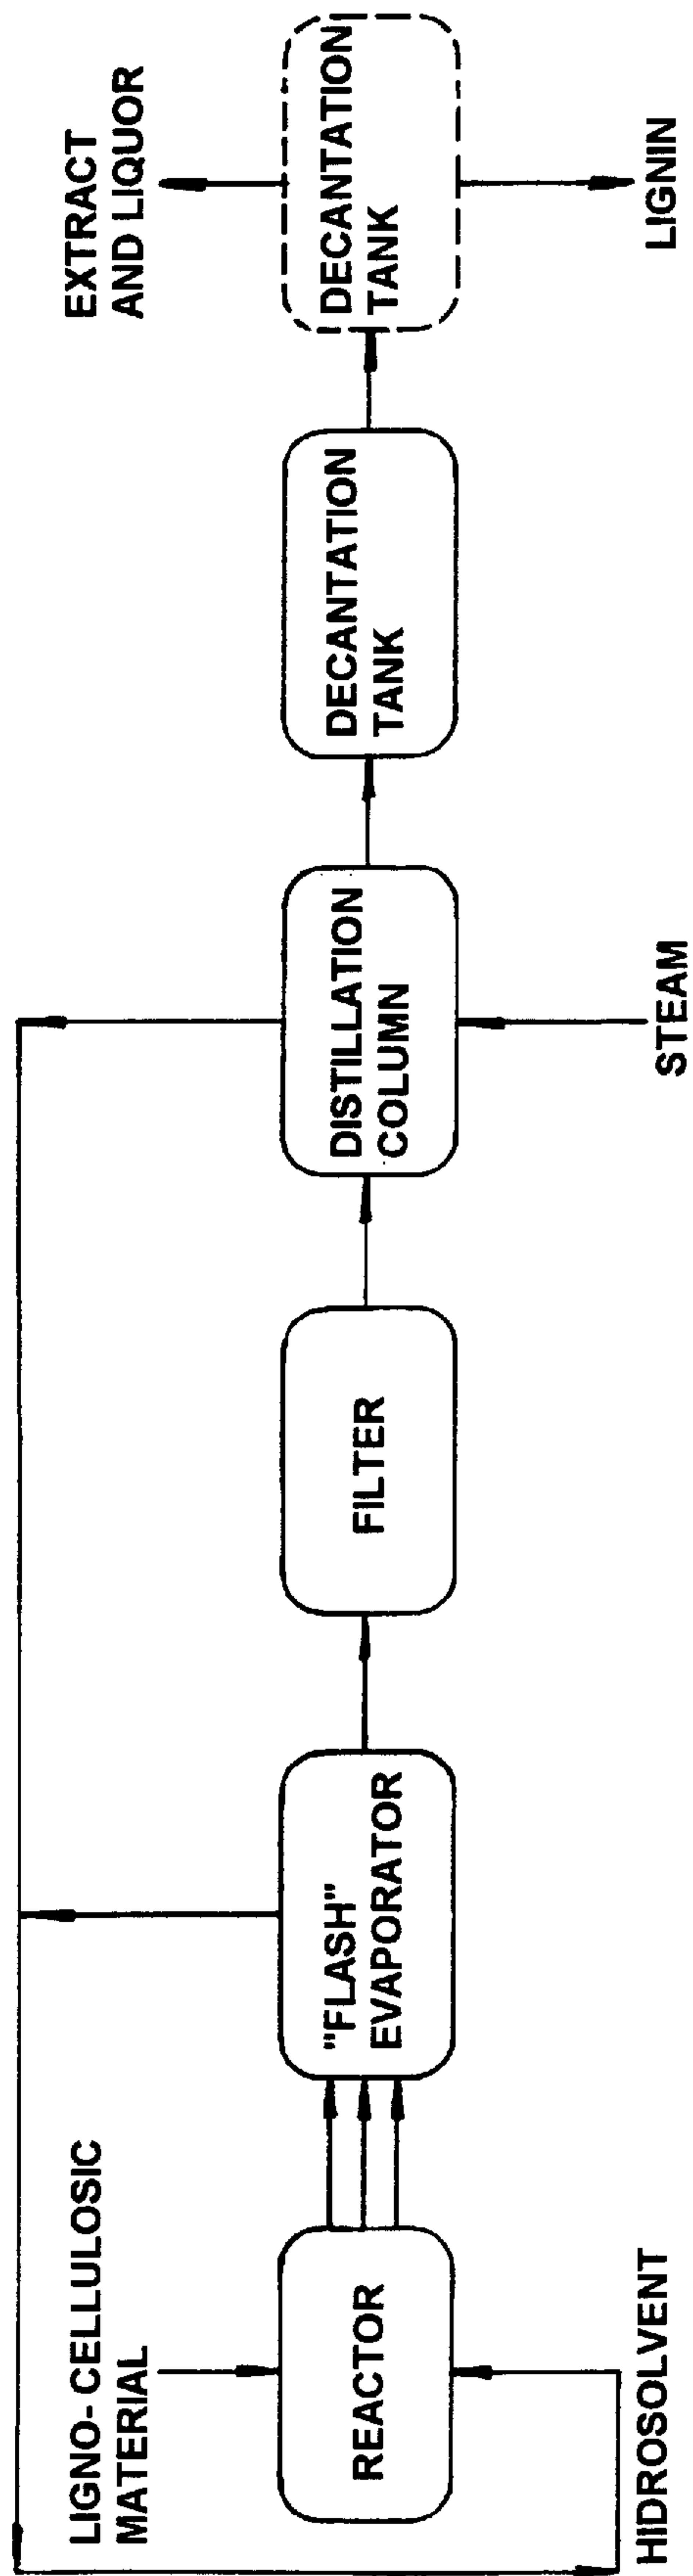 LIGNO- CELLULOSIC
MATERIAL
REACTOR
HIDROSOLVENT
"FLASH"
EVAPORATOR
FILTER
DISTILLATION
COLUMN
STEAM
DECANTATION
TANK
DECANTATION
TANK
EXTRACT
AND LIQUOR
LIGNIN